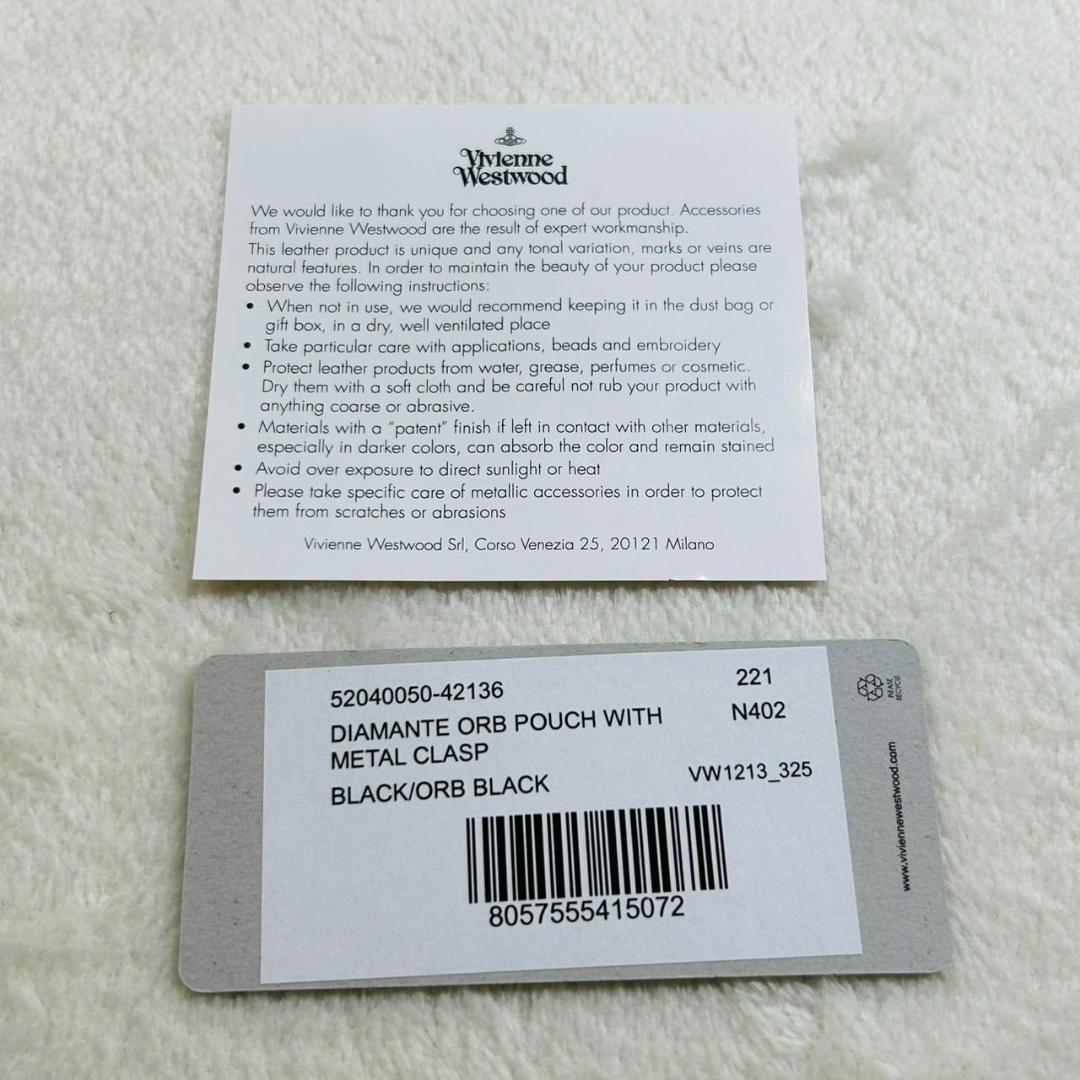 Vivienne
Westwood
We would like to thank you for choosing one of our product. Accessories
from Vivienne Westwood are the result of expert workmanship.
This leather product is unique and any tonal variation, marks or veins are
natural features. In order to maintain the beauty of your product please
observe the following instructions:
• When not in use, we would recommend keeping it in the dust bag or
gift box, in a dry, well ventilated place
• Take particular care with applications, beads and embroidery
• Protect leather products from water, grease, perfumes or cosmetic.
Dry them with a soft cloth and be careful not rub your product with
anything coarse or abrasive.
• Materials with a "patent" finish if left in contact with other materials,
especially in darker colors, can absorb the color and remain stained
• Avoid over exposure to direct sunlight or heat
• Please take specific care of metallic accessories in order to protect
them from scratches or abrasions
Vivienne Westwood Srl, Corso Venezia 25, 20121 Milano
52040050-42136 221
DIAMANTE ORB POUCH WITH N402
METAL CLASP
BLACK/ORB BLACK VW1213_325
8057555415072
PLEASE
RECYCLE
www.viviennewestwood.com